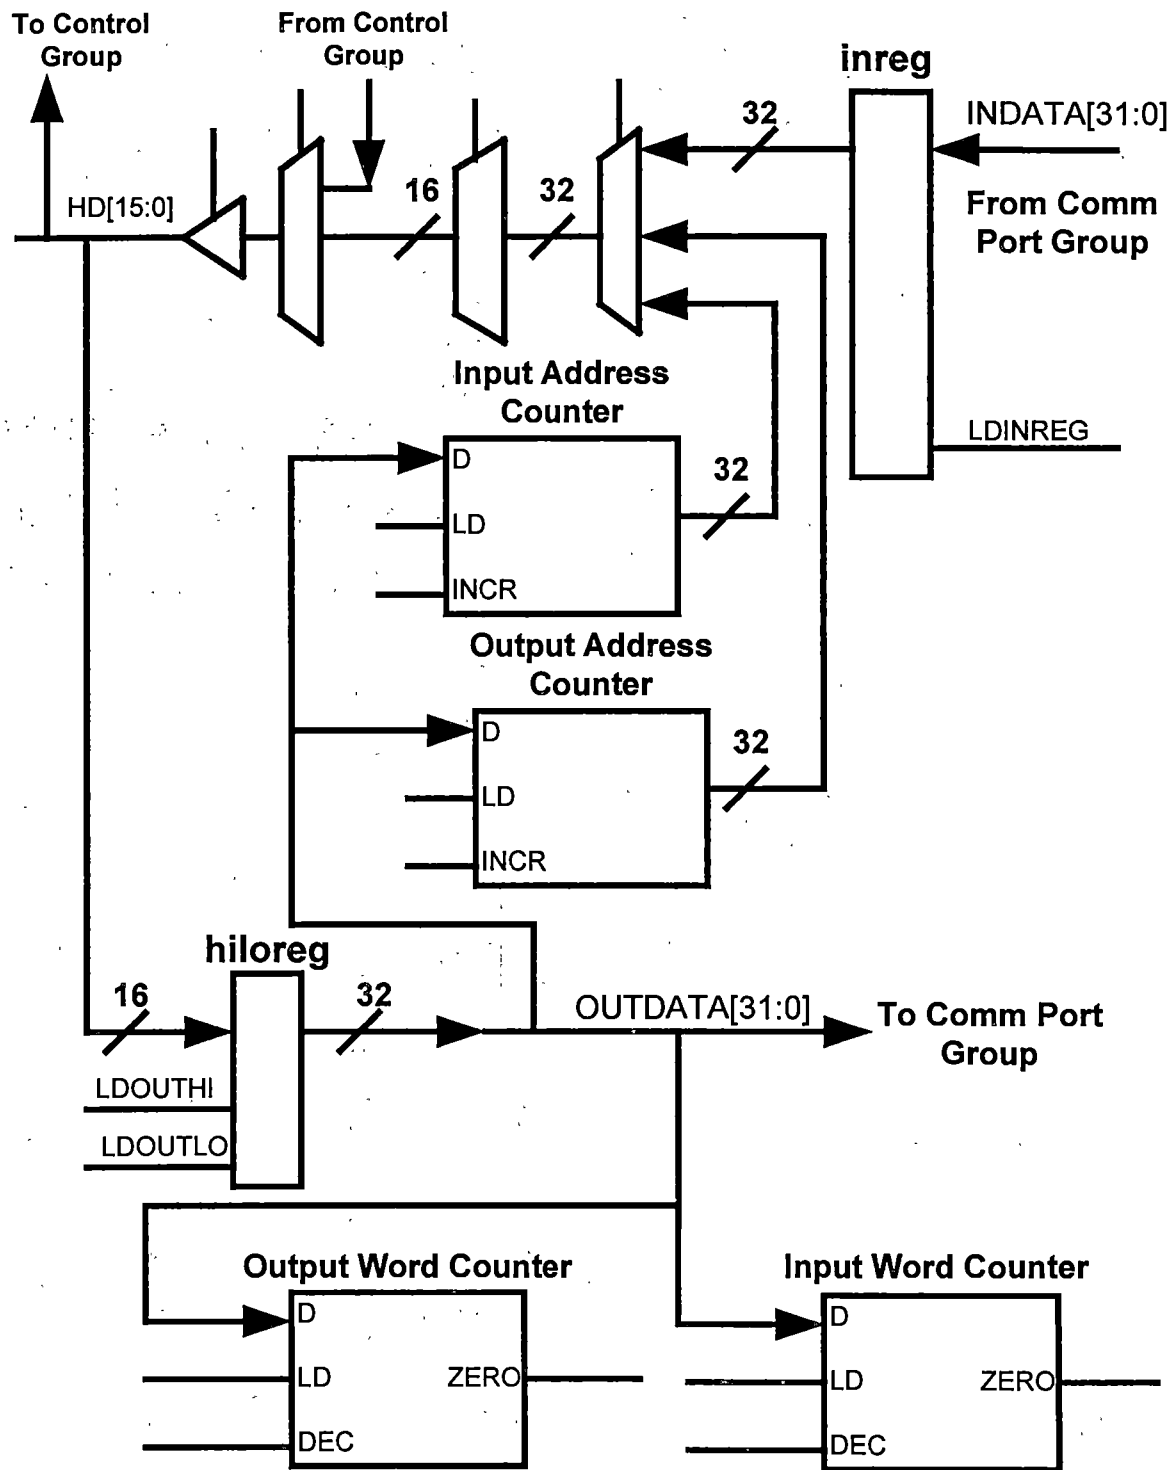 To Control
Group
From Control
Group
inreg
32
INDATA[31:0]
HD[15:0]
16
32
From Comm
Port Group
Input Address
Counter
D
LD
INCR
32
LDINREG
Output Address
Counter
D
LD
INCR
32
hiloreg
16
32
OUTDATA[31:0]
To Comm Port
Group
LDOUTHI
LDOUTLO
Output Word Counter
D
LD
ZERO
DEC
Input Word Counter
D
LD
ZERO
DEC